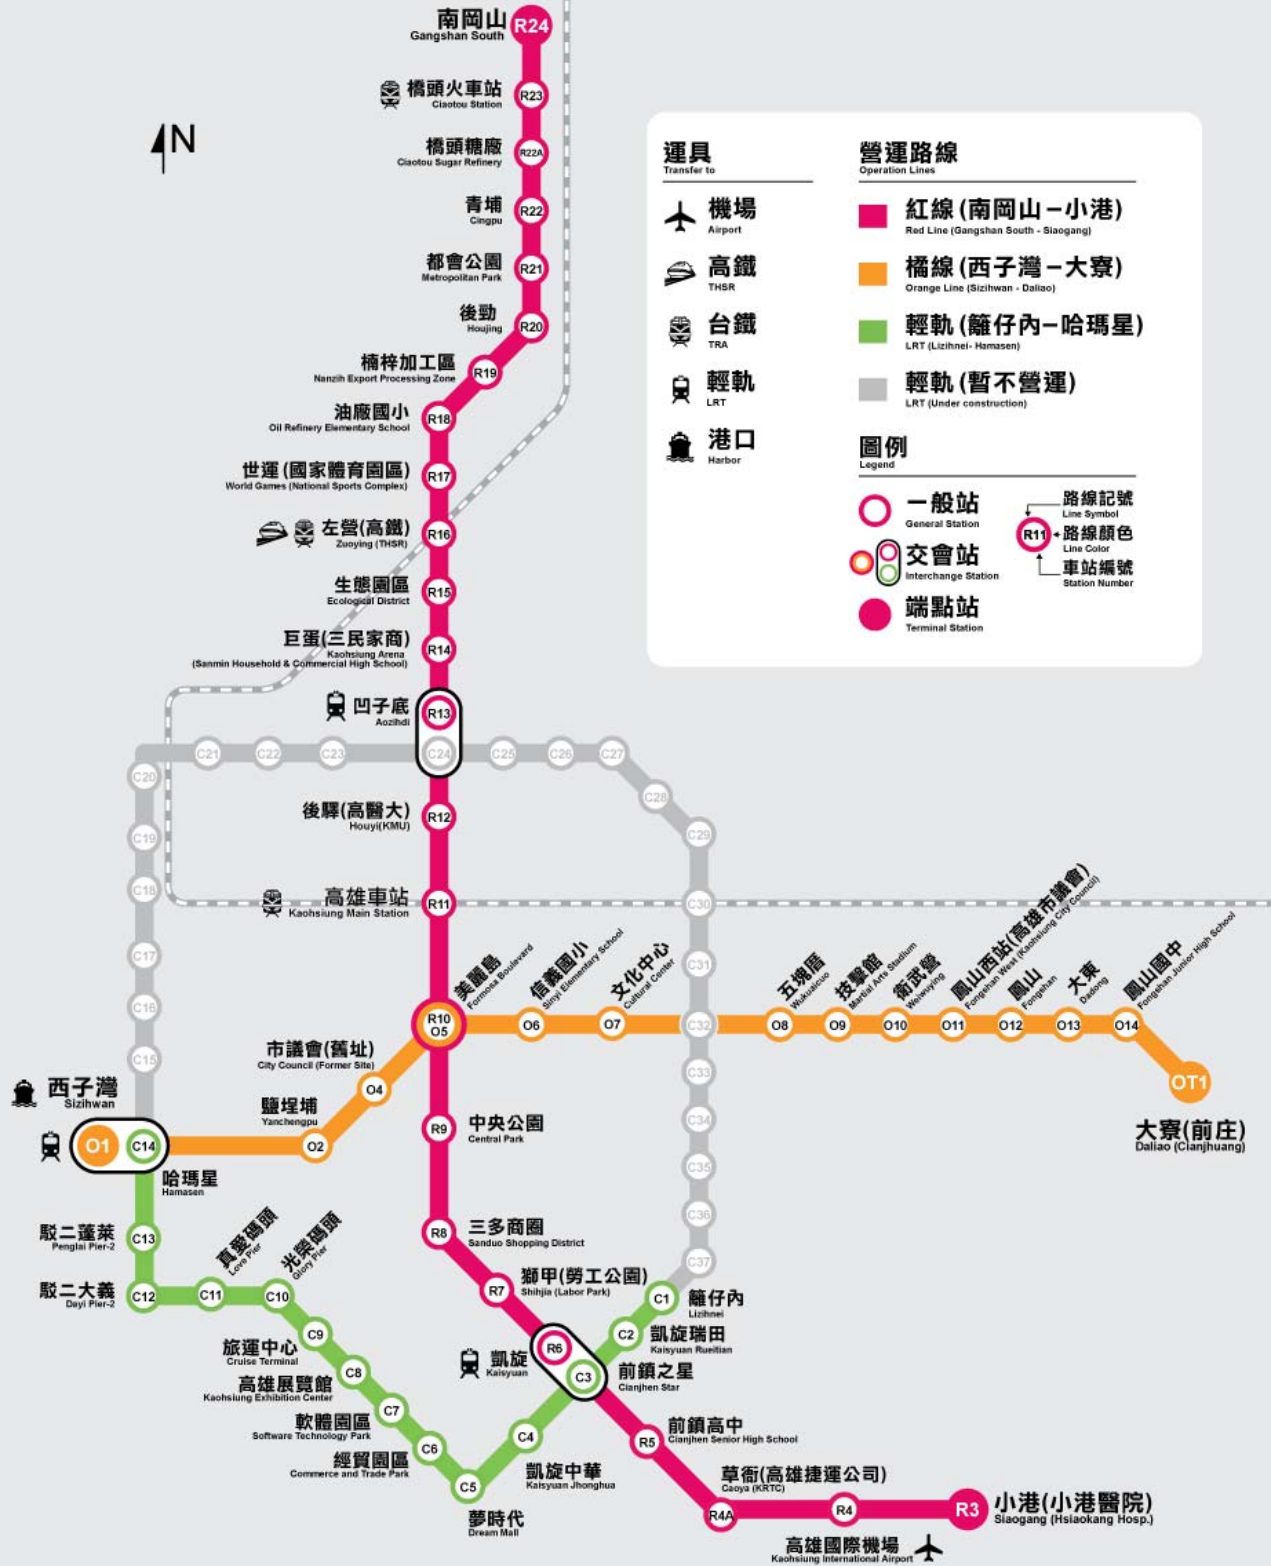 南岡山
Gangshan South
R24
橋頭火車站
Ciaotou Station
R23
橋頭糖廠
Ciaotou Sugar Refinery
R22A
青埔
Cingpu
R22
都會公園
Metropolitan Park
R21
後勁
Houjing
R20
楠梓加工區
Nanzih Export Processing Zone
R19
油廠國小
Oil Refinery Elementary School
R18
世運(國家體育園區)
World Games (National Sports Complex)
R17
左營(高鐵)
Zuoying (THSR)
R16
生態園區
Ecological District
R15
巨蛋(三民家商)
Kaohsiung Arena
(Sanmin Household & Commercial High School)
R14
凹子底
Aozihdi
R13
N
運具
Transfer to
機場
Airport
高鐵
THSR
台鐵
TRA
輕軌
LRT
港口
Harbor
營運路線
Operation Lines
紅線(南岡山－小港)
Red Line (Gangshan South - Siaogang)
橘線(西子灣－大寮)
Orange Line (Sizihwan - Daliao)
輕軌(籬仔內－哈瑪星)
LRT (Lizihnei- Hamasen)
輕軌(暫不營運)
LRT (Under construction)
圖例
Legend
一般站
General Station
交會站
Interchange Station
端點站
Terminal Station
R11
路線記號
Line Symbol
路線顏色
Line Color
車站編號
Station Number
C20
C21
C22
C23
C24
C25
C26
C27
C28
C29
C30
C31
C32
C33
C34
C35
C36
C37
C19
C18
C17
C16
C15
後驛(高醫大)
Houyi(KMU)
R12
高雄車站
Kaohsiung Main Station
R11
美麗島
Formosa Boulevard
R10
O5
信義國小
Sinyi Elementary School
O6
文化中心
Cultural Center
O7
五塊厝
Wukuaicuo
O8
技擊館
Martial Arts Stadium
O9
衛武營
Weiwuying
O10
鳳山西站(高雄市議會)
Fongshan West (Kaohsiung City Council)
O11
鳳山
Fongshan
O12
大東
Dadong
O13
鳳山國中
Fongshan Junior High School
O14
OT1
大寮(前庄)
Daliao (Cianjhuang)
市議會(舊址)
City Council (Former Site)
O4
鹽埕埔
Yanchengpu
O2
西子灣
Sizihwan
O1
C14
哈瑪星
Hamasen
中央公園
Central Park
R9
三多商圈
Sanduo Shopping District
R8
獅甲(勞工公園)
Shihjia (Labor Park)
R7
凱旋
Kaisyuan
R6
駁二蓬萊
Penglai Pier-2
C13
駁二大義
Dayi Pier-2
C12
真愛碼頭
Love Pier
C11
光榮碼頭
Glory Pier
C10
旅運中心
Cruise Terminal
C9
高雄展覽館
Kaohsiung Exhibition Center
C8
軟體園區
Software Technology Park
C7
經貿園區
Commerce and Trade Park
C6
夢時代
Dream Mall
C5
凱旋中華
Kaisyuan Jhonghua
C4
前鎮之星
Cianjhen Star
C3
凱旋瑞田
Kaisyuan Rueitian
C2
籬仔內
Lizihnei
C1
前鎮高中
Cianjhen Senior High School
R5
草衙(高雄捷運公司)
Caoya (KRTC)
R4A
高雄國際機場
Kaohsiung International Airport
R4
R3
小港(小港醫院)
Siaogang (Hsiaokang Hosp.)